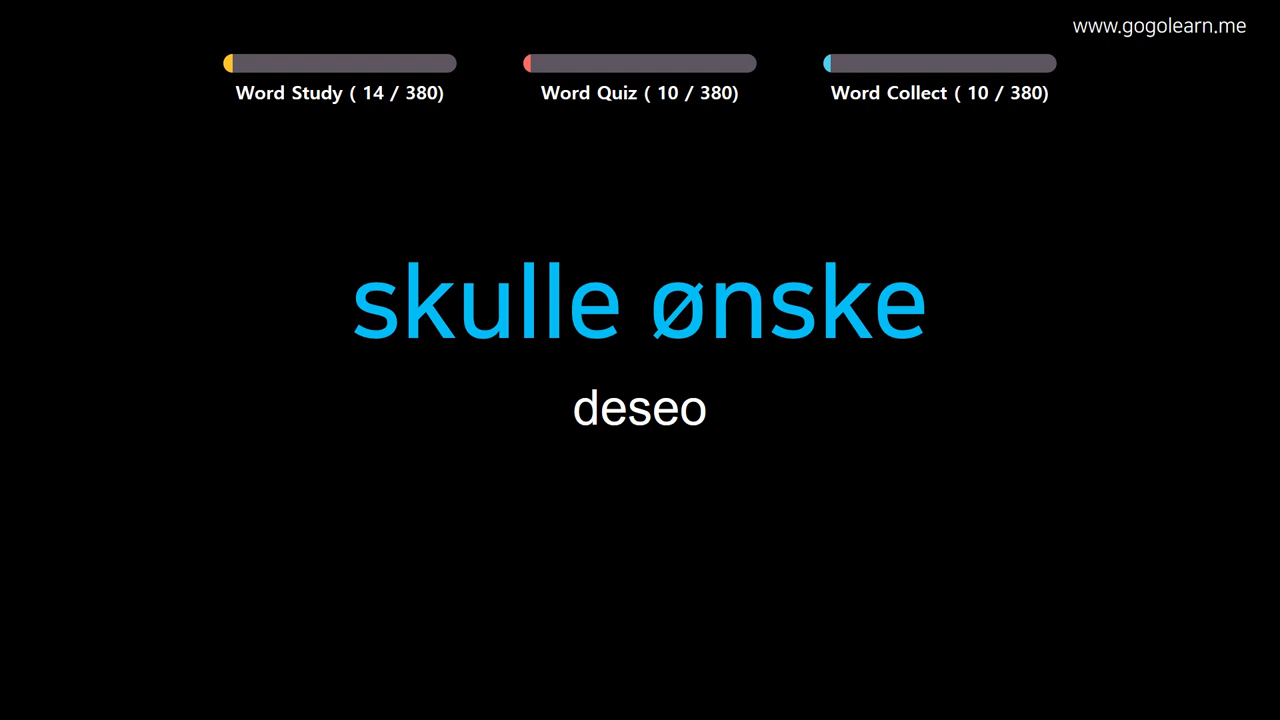 www.gogolearn.me
Word Study ( 14 / 380)
Word Quiz ( 10 / 380)
Word Collect ( 10 / 380)
skulle ønske
deseo